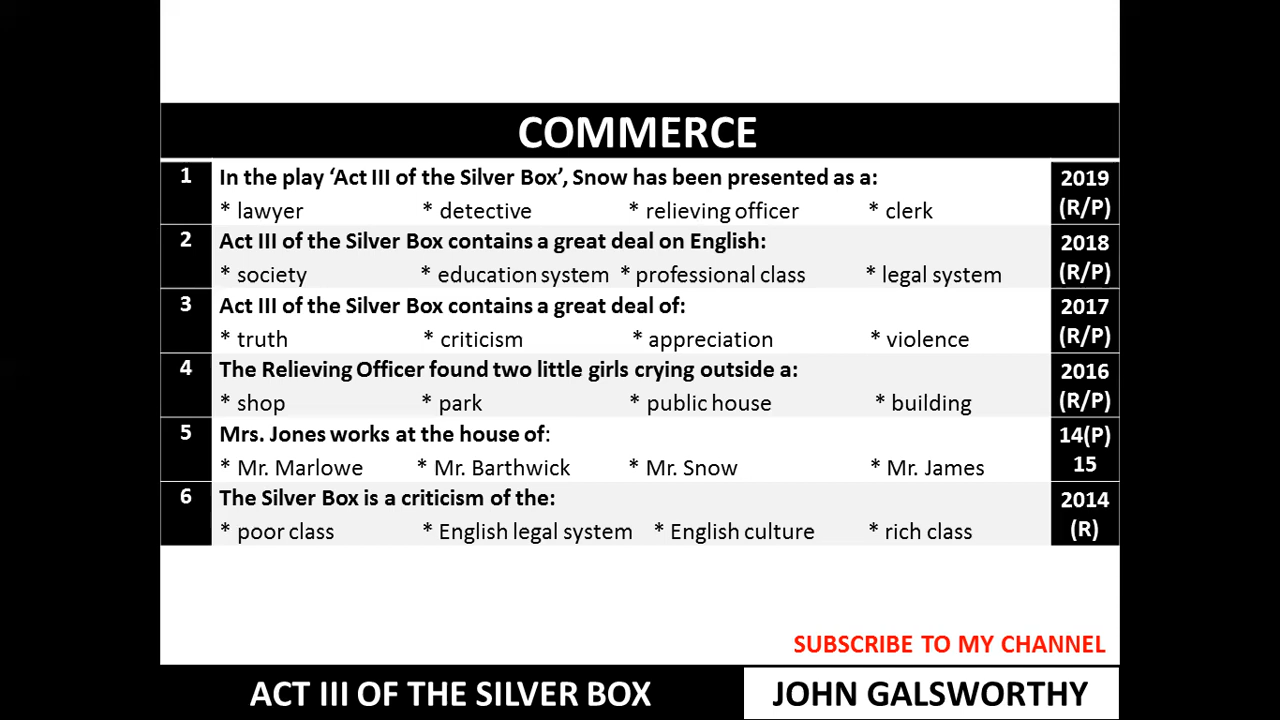 COMMERCE
1 In the play ‘Act III of the Silver Box’, Snow has been presented as a: 2019
* lawyer * detective * relieving officer * clerk (R/P)
2 Act III of the Silver Box contains a great deal on English: 2018
* society * education system * professional class * legal system (R/P)
3 Act III of the Silver Box contains a great deal of: 2017
* truth * criticism * appreciation * violence (R/P)
4 The Relieving Officer found two little girls crying outside a: 2016
* shop * park * public house * building (R/P)
5 Mrs. Jones works at the house of: 14(P)
* Mr. Marlowe * Mr. Barthwick * Mr. Snow * Mr. James 15
6 The Silver Box is a criticism of the: 2014
* poor class * English legal system * English culture * rich class (R)
SUBSCRIBE TO MY CHANNEL
ACT III OF THE SILVER BOX JOHN GALSWORTHY